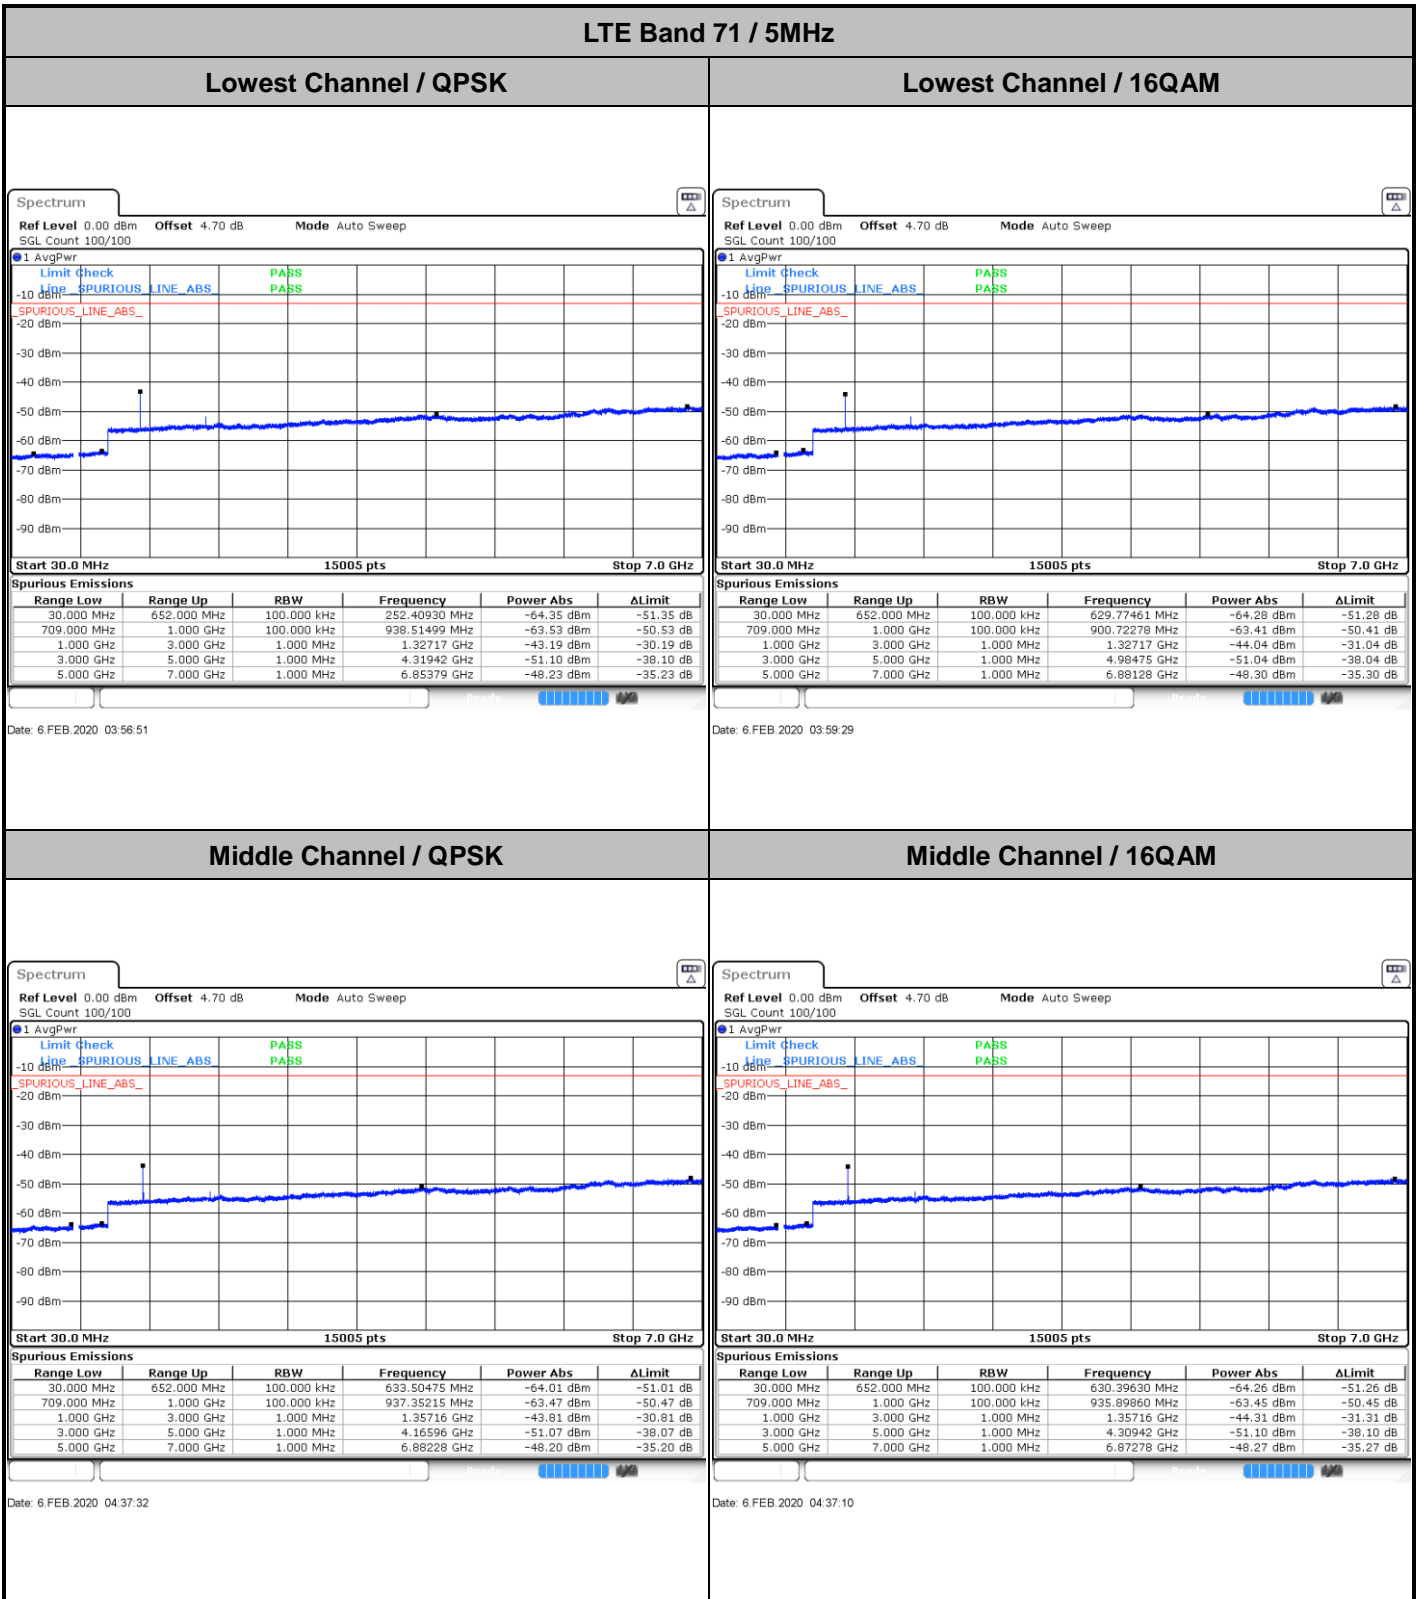 LTE Band 71 / 5MHz
Lowest Channel / QPSK
Lowest Channel / 16QAM
Spectrum
Ref Level 0.00 dBm Offset 4.70 dB Mode Auto Sweep
SGL Count 100/100
1 AvgPwr
Limit Check PASS
Line _SPURIOUS_LINE_ABS_ PASS
-10 dBm
_SPURIOUS_LINE_ABS_
-20 dBm
-30 dBm
-40 dBm
-50 dBm
-60 dBm
-70 dBm
-80 dBm
-90 dBm
Start 30.0 MHz 15005 pts Stop 7.0 GHz
Spurious Emissions
Range Low Range Up RBW Frequency Power Abs ΔLimit
30.000 MHz 652.000 MHz 100.000 kHz 252.40930 MHz -64.35 dBm -51.35 dB
709.000 MHz 1.000 GHz 100.000 kHz 938.51499 MHz -63.53 dBm -50.53 dB
1.000 GHz 3.000 GHz 1.000 MHz 1.32717 GHz -43.19 dBm -30.19 dB
3.000 GHz 5.000 GHz 1.000 MHz 4.31942 GHz -51.10 dBm -38.10 dB
5.000 GHz 7.000 GHz 1.000 MHz 6.85379 GHz -48.23 dBm -35.23 dB
Ready
Date: 6.FEB.2020 03:56:51
Spectrum
Ref Level 0.00 dBm Offset 4.70 dB Mode Auto Sweep
SGL Count 100/100
1 AvgPwr
Limit Check PASS
Line _SPURIOUS_LINE_ABS_ PASS
-10 dBm
_SPURIOUS_LINE_ABS_
-20 dBm
-30 dBm
-40 dBm
-50 dBm
-60 dBm
-70 dBm
-80 dBm
-90 dBm
Start 30.0 MHz 15005 pts Stop 7.0 GHz
Spurious Emissions
Range Low Range Up RBW Frequency Power Abs ΔLimit
30.000 MHz 652.000 MHz 100.000 kHz 629.77461 MHz -64.28 dBm -51.28 dB
709.000 MHz 1.000 GHz 100.000 kHz 900.72278 MHz -63.41 dBm -50.41 dB
1.000 GHz 3.000 GHz 1.000 MHz 1.32717 GHz -44.04 dBm -31.04 dB
3.000 GHz 5.000 GHz 1.000 MHz 4.98475 GHz -51.04 dBm -38.04 dB
5.000 GHz 7.000 GHz 1.000 MHz 6.88128 GHz -48.30 dBm -35.30 dB
Ready
Date: 6.FEB.2020 03:59:29
Middle Channel / QPSK
Middle Channel / 16QAM
Spectrum
Ref Level 0.00 dBm Offset 4.70 dB Mode Auto Sweep
SGL Count 100/100
1 AvgPwr
Limit Check PASS
Line _SPURIOUS_LINE_ABS_ PASS
-10 dBm
_SPURIOUS_LINE_ABS_
-20 dBm
-30 dBm
-40 dBm
-50 dBm
-60 dBm
-70 dBm
-80 dBm
-90 dBm
Start 30.0 MHz 15005 pts Stop 7.0 GHz
Spurious Emissions
Range Low Range Up RBW Frequency Power Abs ΔLimit
30.000 MHz 652.000 MHz 100.000 kHz 633.50475 MHz -64.01 dBm -51.01 dB
709.000 MHz 1.000 GHz 100.000 kHz 937.35215 MHz -63.47 dBm -50.47 dB
1.000 GHz 3.000 GHz 1.000 MHz 1.35716 GHz -43.81 dBm -30.81 dB
3.000 GHz 5.000 GHz 1.000 MHz 4.16596 GHz -51.07 dBm -38.07 dB
5.000 GHz 7.000 GHz 1.000 MHz 6.88228 GHz -48.20 dBm -35.20 dB
Ready
Date: 6.FEB.2020 04:37:32
Spectrum
Ref Level 0.00 dBm Offset 4.70 dB Mode Auto Sweep
SGL Count 100/100
1 AvgPwr
Limit Check PASS
Line _SPURIOUS_LINE_ABS_ PASS
-10 dBm
_SPURIOUS_LINE_ABS_
-20 dBm
-30 dBm
-40 dBm
-50 dBm
-60 dBm
-70 dBm
-80 dBm
-90 dBm
Start 30.0 MHz 15005 pts Stop 7.0 GHz
Spurious Emissions
Range Low Range Up RBW Frequency Power Abs ΔLimit
30.000 MHz 652.000 MHz 100.000 kHz 630.39630 MHz -64.26 dBm -51.26 dB
709.000 MHz 1.000 GHz 100.000 kHz 935.89860 MHz -63.45 dBm -50.45 dB
1.000 GHz 3.000 GHz 1.000 MHz 1.35716 GHz -44.31 dBm -31.31 dB
3.000 GHz 5.000 GHz 1.000 MHz 4.30942 GHz -51.10 dBm -38.10 dB
5.000 GHz 7.000 GHz 1.000 MHz 6.87278 GHz -48.27 dBm -35.27 dB
Ready
Date: 6.FEB.2020 04:37:10